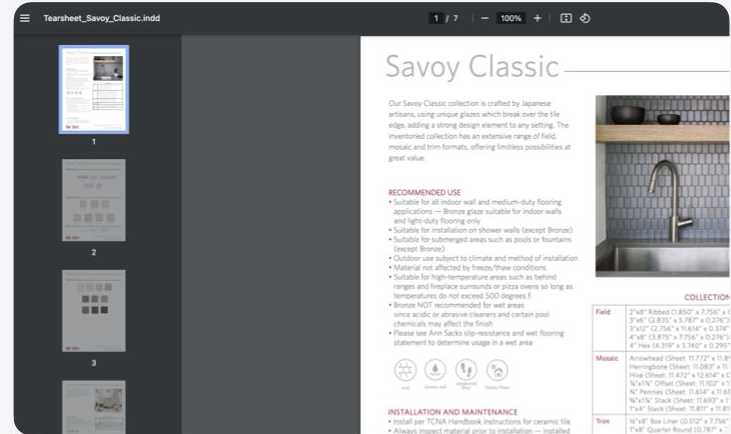 Tearsheet_Savoy_Classic.indd
1 / 7
100%
1
2
3
Savoy Classic
Our Savoy Classic collection is crafted by Japanese
artisans, using unique glazes which break over the tile
edge, adding a strong design element to any setting. The
inventoried collection has an extensive range of field,
mosaic and trim formats, offering limitless possibilities at
great value.
RECOMMENDED USE
• Suitable for all indoor wall and medium-duty flooring
applications — Bronze glaze suitable for indoor walls
and light-duty flooring only
• Suitable for installation on shower walls (except Bronze)
• Suitable for submerged areas such as pools or fountains
(except Bronze)
• Outdoor use subject to climate and method of installation
• Material not affected by freeze/thaw conditions
• Suitable for high-temperature areas such as behind
ranges and fireplace surrounds or pizza ovens so long as
temperatures do not exceed 500 degrees F.
• Bronze NOT recommended for wet areas
since acidic or abrasive cleaners and certain pool
chemicals may affect the finish
• Please see Ann Sacks slip-resistance and wet flooring
statement to determine usage in a wet area
INSTALLATION AND MAINTENANCE
• Install per TCNA Handbook instructions for ceramic tile
• Always inspect material prior to installation — installed
COLLECTION
Field
2"x8" Ribbed (1.850" x 7.756" x
3"x6" (2.835" x 5.787" x 0.276")
3"x12" (2.756" x 11.614" x 0.374"
4"x8" (3.875" x 7.756" x 0.276")
4" Hex (4.319" x 3.740" x 0.295"
Mosaic
Arrowhead (Sheet: 11.772" x 11.8
Herringbone (Sheet: 11.083" x 11.
Hive (Sheet: 11.472" x 12.614" x
Offset (Sheet: 11.102" x 1
Pennies (Sheet: 11.614" x 11.6
Stack (Sheet: 11.693" x 1
1"x4" Stack (Sheet: 11.811" x 11.81
Trim
Box Liner (0.512" x 7.756"
1"x8" Quarter Round (0.787" x